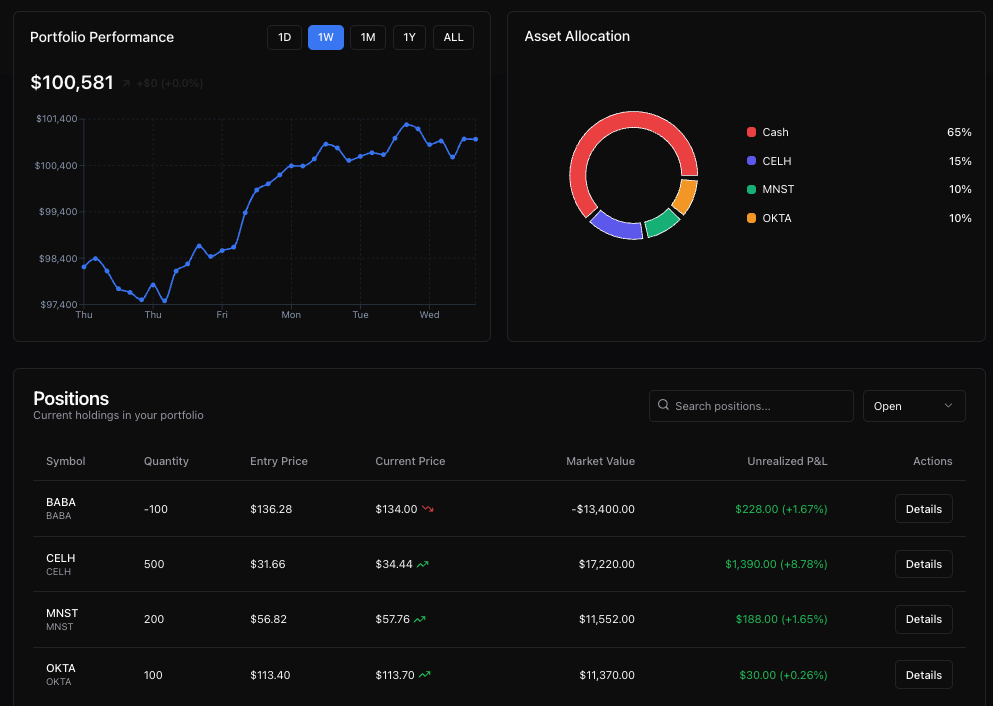 Portfolio Performance
1D 1W 1M 1Y ALL
$100,581 +$0 (+0.0%)
$101,400
$100,400
$99,400
$98,400
$97,400
Thu Thu Fri Mon Tue Wed
Asset Allocation
Cash 65%
CELH 15%
MNST 10%
OKTA 10%
Positions
Current holdings in your portfolio
Search positions...
Open
Symbol Quantity Entry Price Current Price Market Value Unrealized P&L Actions
BABA
BABA
-100 $136.28 $134.00 -$13,400.00 $228.00 (+1.67%) Details
CELH
CELH
500 $31.66 $34.44 $17,220.00 $1,390.00 (+8.78%) Details
MNST
MNST
200 $56.82 $57.76 $11,552.00 $188.00 (+1.65%) Details
OKTA
OKTA
100 $113.40 $113.70 $11,370.00 $30.00 (+0.26%) Details